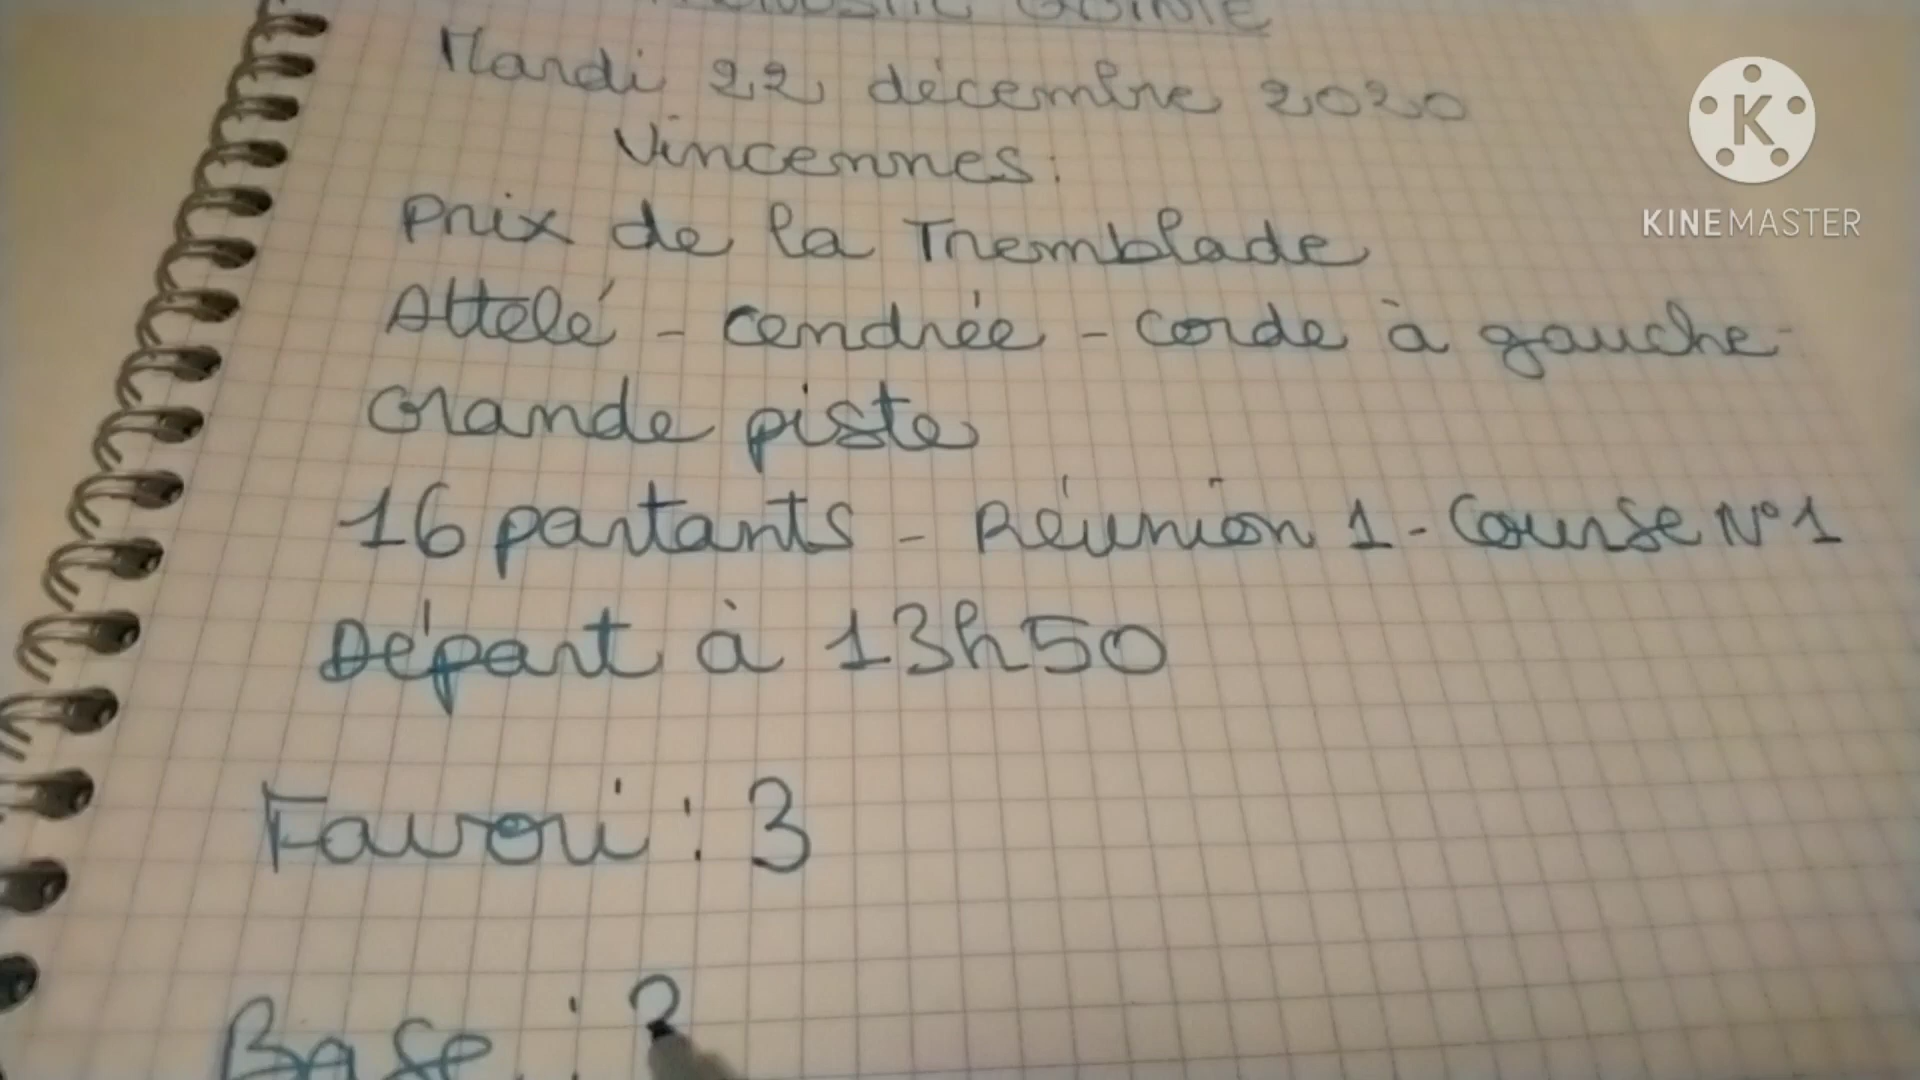 Mardi 22 décembre 2020
Vincennes:
Prix de la Tremblade
Attelé - cendrée - corde à gauche -
Grande piste
16 partants - Réunion 1 - Course N°1
Départ à 13h50
Favori : 3
Base :
K
KINEMASTER